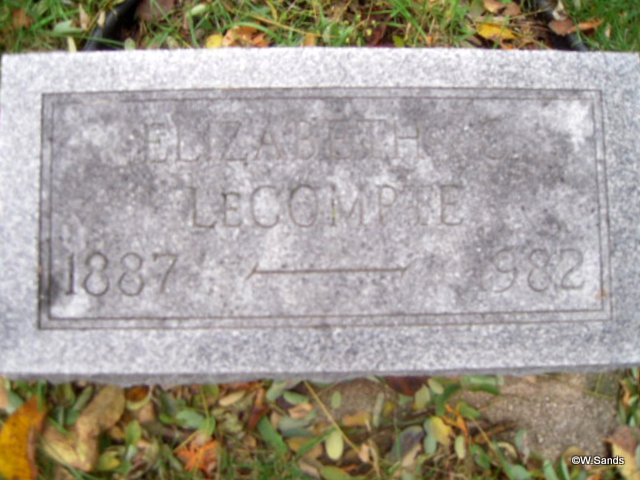 ELIZABETH C.
LeCOMPTE
1887 — 1982
©W.Sands